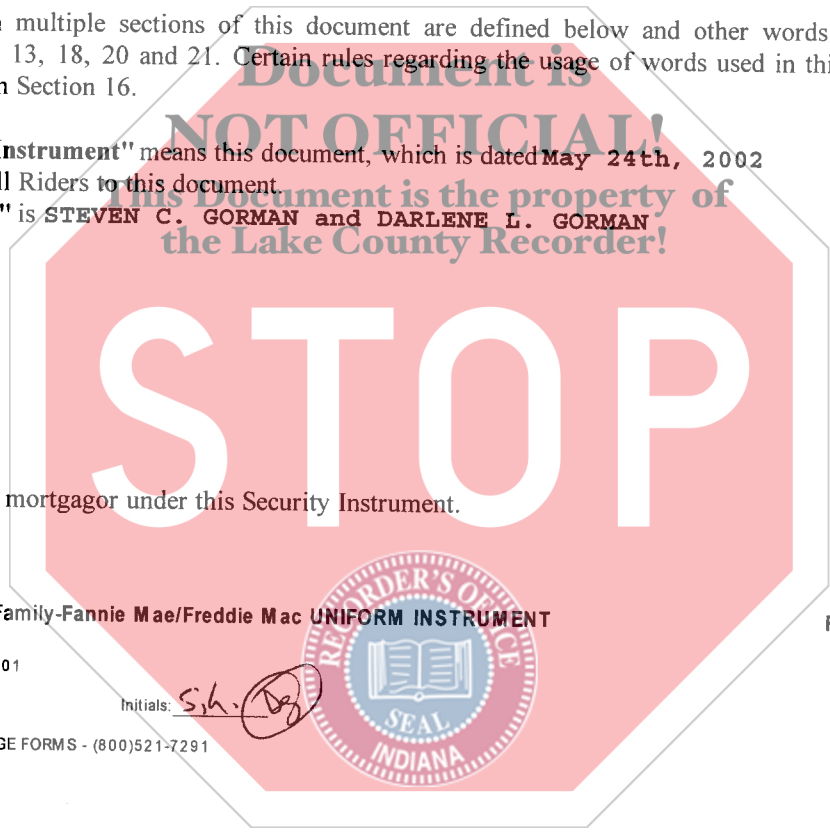 multiple sections of this document are defined below and other words
13, 18, 20 and 21. Certain rules regarding the usage of words used in thi
n Section 16.
Document is
NOT OFFICIAL!
This Document is the property of
the Lake County Recorder!
nstrument" means this document, which is dated May 24th, 2002
ll Riders to this document.
" is STEVEN C. GORMAN and DARLENE L. GORMAN
STOP
mortgagor under this Security Instrument.
Family-Fannie Mae/Freddie Mac UNIFORM INSTRUMENT
01
Initials: S.G. DG
GE FORMS - (800)521-7291
RECORDER'S OFFICE
SEAL
INDIANA